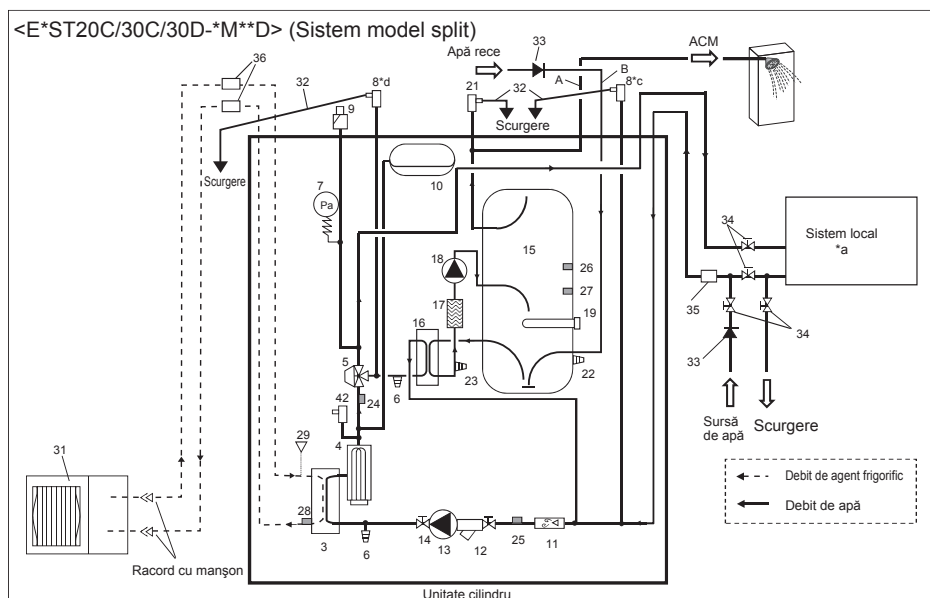 <E*ST20C/30C/30D-*M**D> (Sistem model split)
36
32
8*d
9
Scurgere
Apă rece
33
ACM
A
B
21
32
8*c
Scurgere
7
Pa
10
15
18
26
27
17
16
19
5
6
23
22
24
42
4
29
28
3
6
14
13
12
25
11
34
Sistem local
*a
35
34
33
Sursă
de apă
Scurgere
31
Racord cu manşon
Debit de agent frigorific
Debit de apă
Unitate cilindru